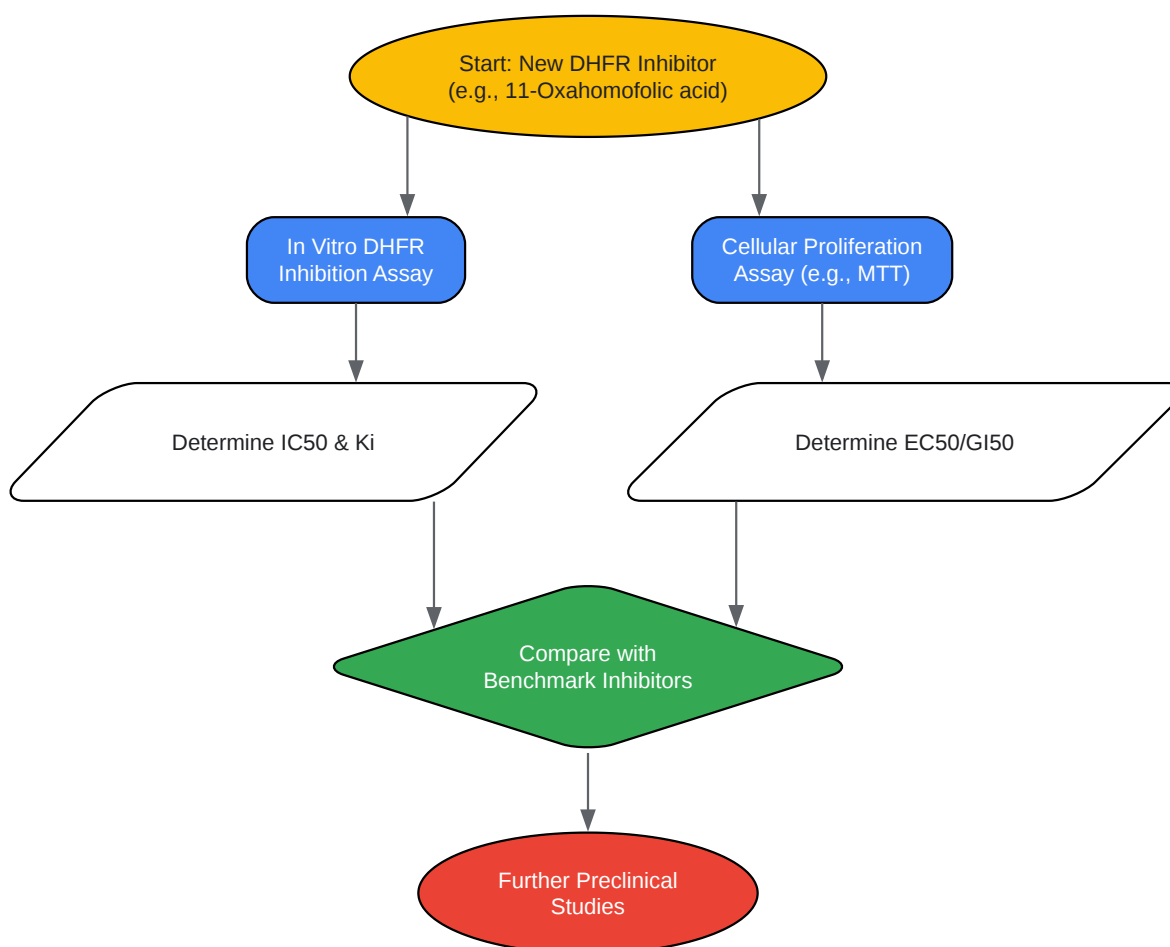 Start: New DHFR Inhibitor
(e.g., 11-Oxahomofolic acid)
In Vitro DHFR
Inhibition Assay
Cellular Proliferation
Assay (e.g., MTT)
Determine IC50 & Ki
Determine EC50/GI50
Compare with
Benchmark Inhibitors
Further Preclinical
Studies